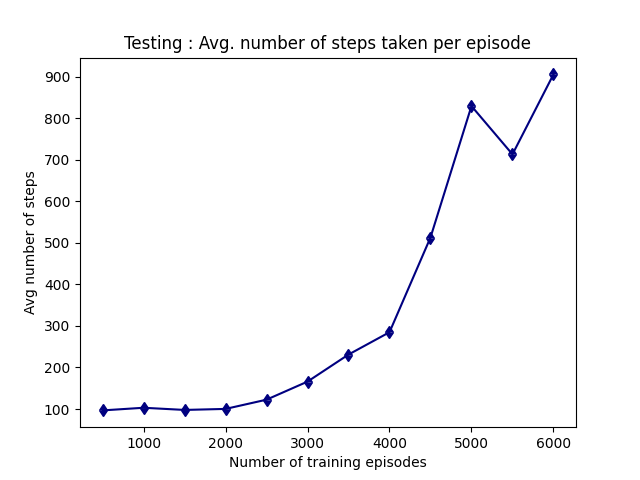 Testing : Avg. number of steps taken per episode
Avg number of steps
900
800
700
600
500
400
300
200
100
1000 2000 3000 4000 5000 6000
Number of training episodes